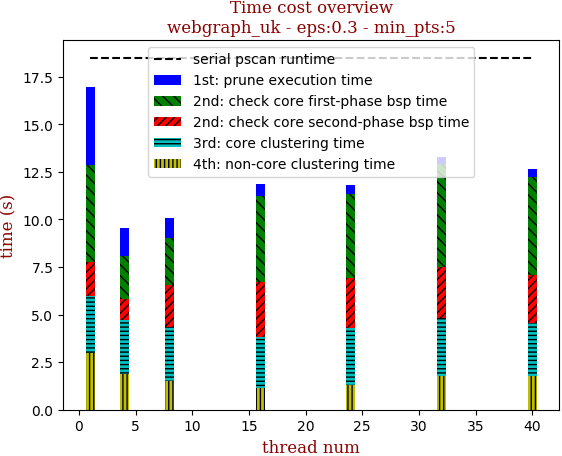 Time cost overview
webgraph_uk - eps:0.3 - min_pts:5
serial pscan runtime
1st: prune execution time
2nd: check core first-phase bsp time
2nd: check core second-phase bsp time
3rd: core clustering time
4th: non-core clustering time
time (s)
17.5
15.0
12.5
10.0
7.5
5.0
2.5
0.0
0 5 10 15 20 25 30 35 40
thread num